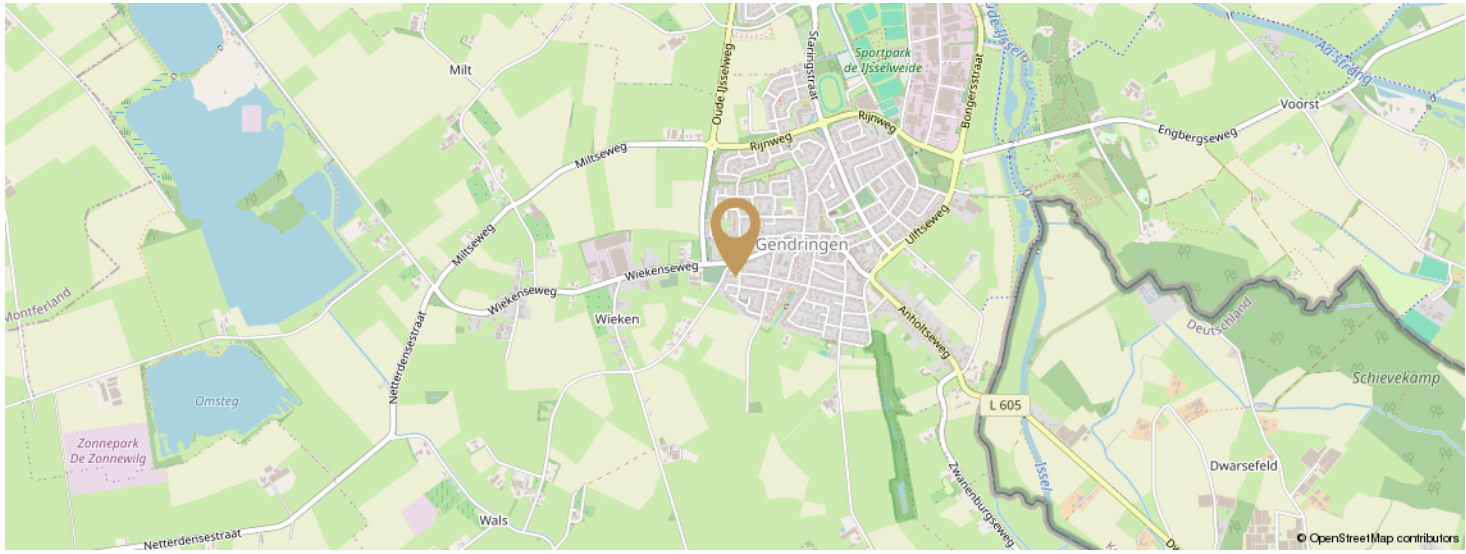 Milt
Oude IJsselweg
Staringstraat
Sportpark
de IJsselweide
Bongersstraat
Oude-IJssel
Aa-strang
Voorst
Engbergseweg
Rijnweg
Rijnweg
Miltseweg
Miltseweg
Ulftseweg
Gendringen
Wiekenseweg
Wiekenseweg
Wieken
Montferland
Netterdensestraat
Anholtseweg
Deutschland
Schievekamp
Omsteg
L 605
Zonnepark
De Zonnewilg
Dwarsefeld
Issel
Zwanenburgseweg
Wals
Netterdensestraat
© OpenStreetMap contributors